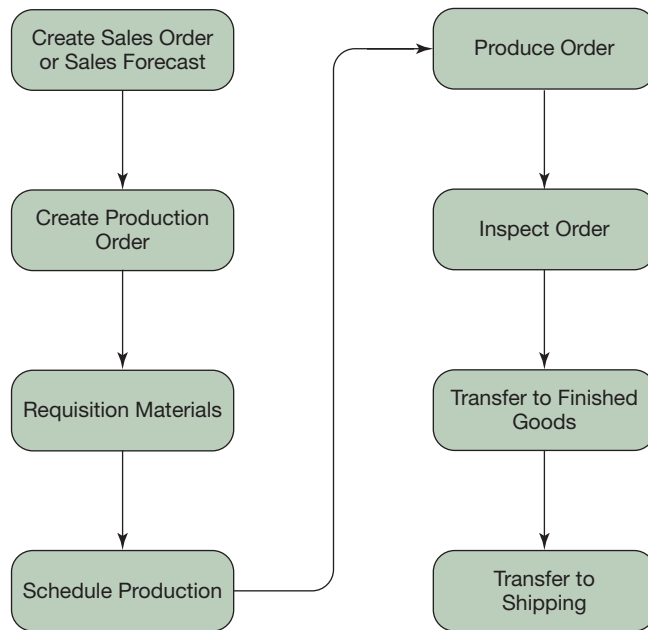 Create Sales Order
or Sales Forecast
Create Production
Order
Requisition Materials
Schedule Production
Produce Order
Inspect Order
Transfer to Finished
Goods
Transfer to
Shipping